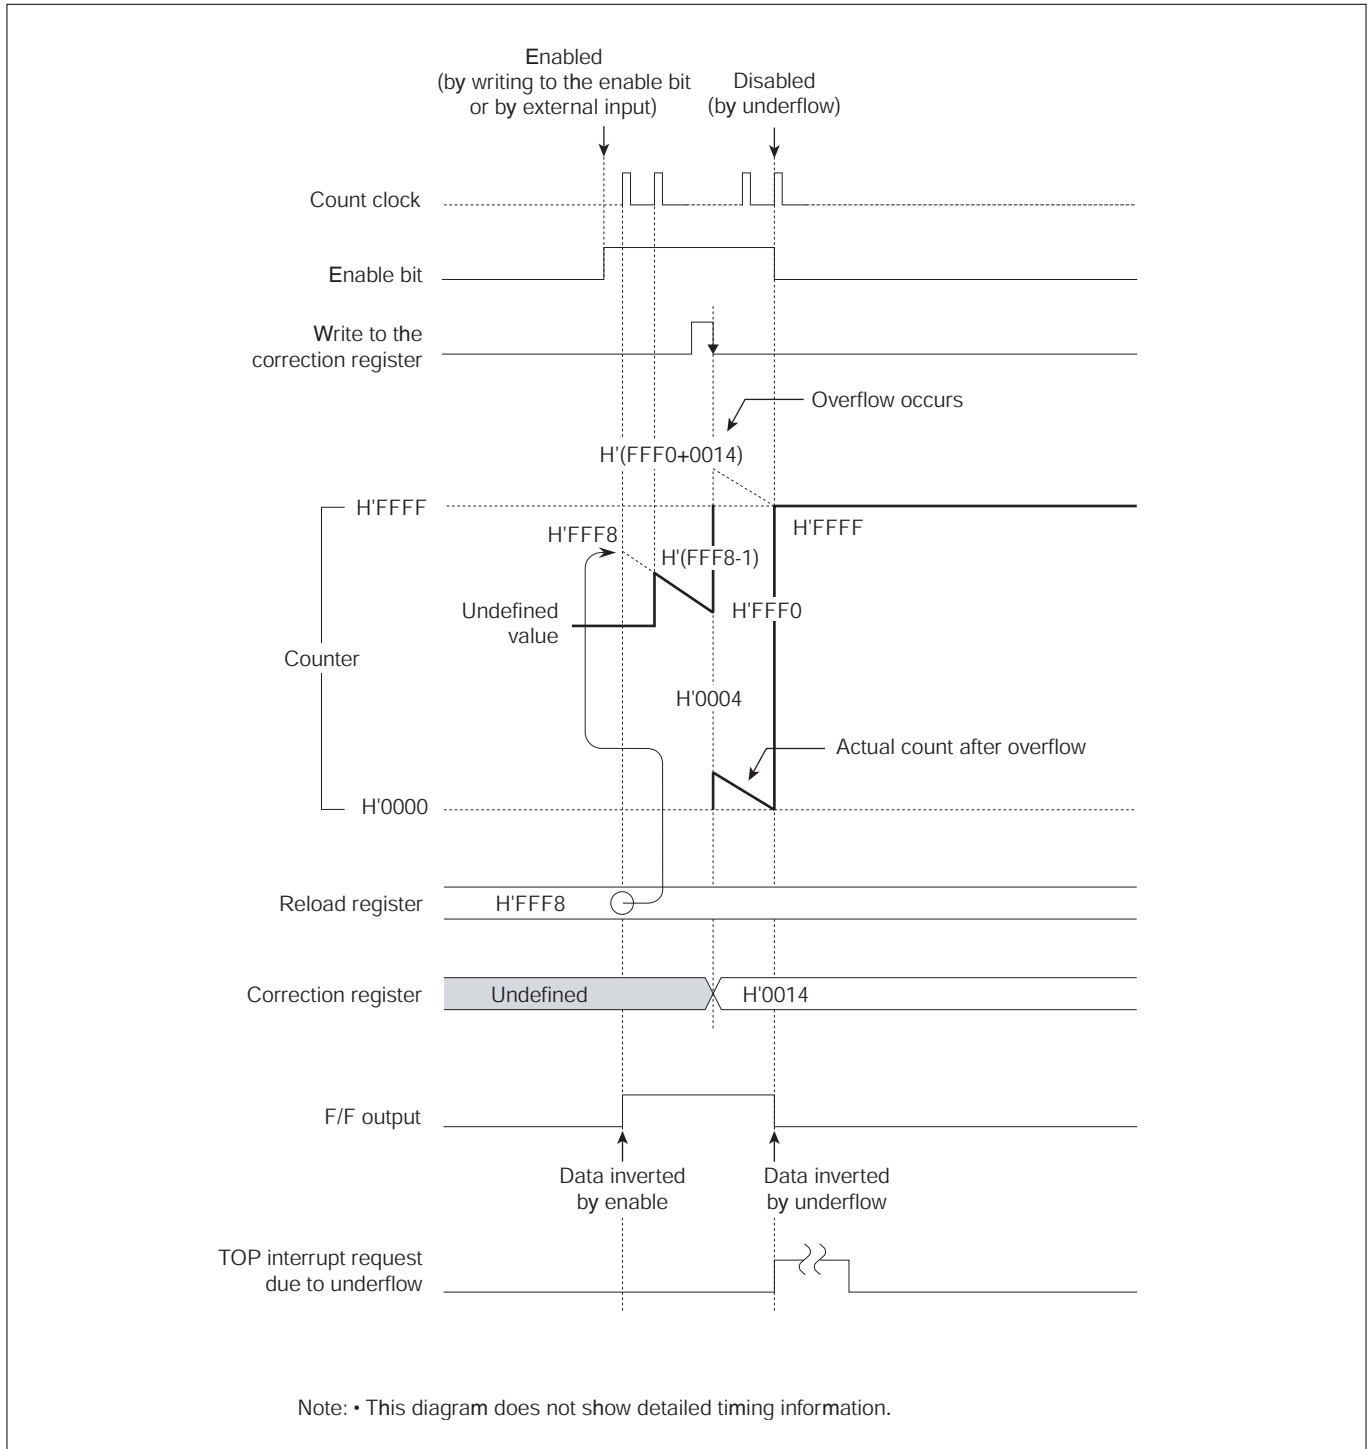 Enabled
(by writing to the enable bit
or by external input)
Disabled
(by underflow)
Count clock
Enable bit
Write to the
correction register
Overflow occurs
H'(FFF0+0014)
H'FFFF
H'FFFF
H'FFF8
H'(FFF8-1)
Undefined
value
H'FFF0
Counter
H'0004
Actual count after overflow
H'0000
Reload register
H'FFF8
Correction register
Undefined
H'0014
F/F output
Data inverted
by enable
Data inverted
by underflow
TOP interrupt request
due to underflow
Note: • This diagram does not show detailed timing information.